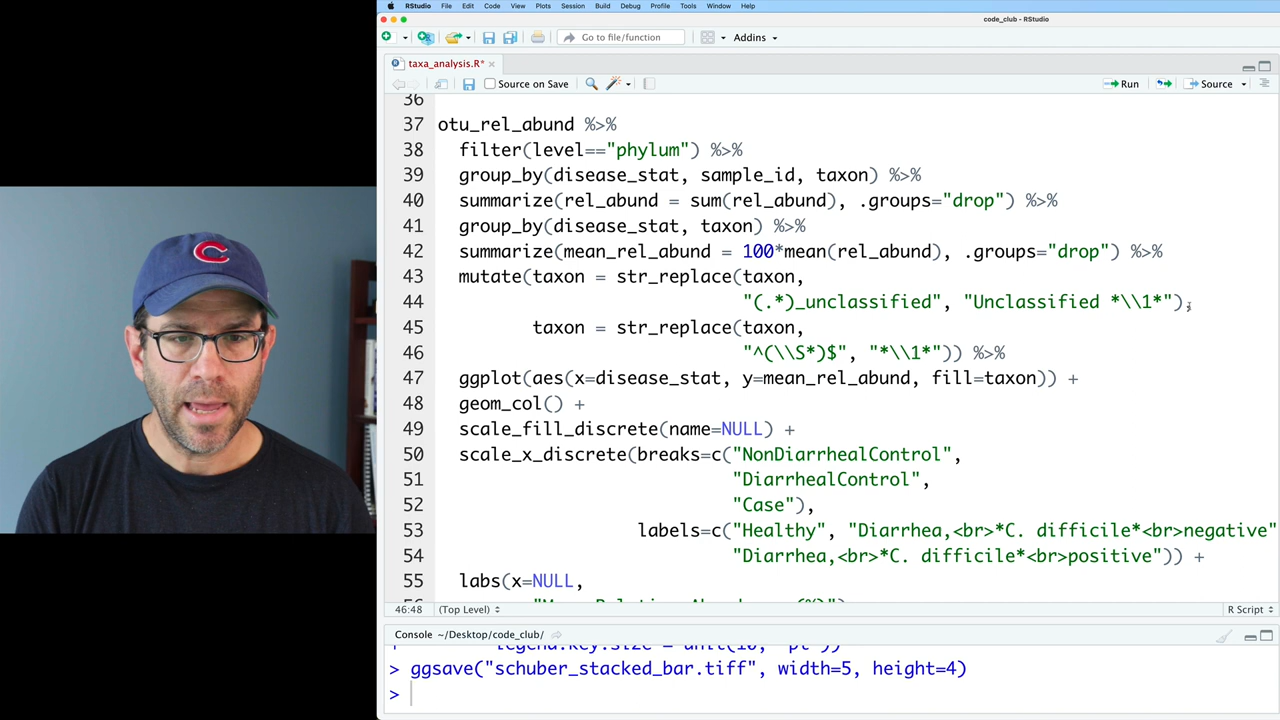 RStudio File Edit Code View Plots Session Build Debug Profile Tools Window Help
code_club - RStudio
Go to file/function Addins
taxa_analysis.R*
Source on Save Run Source
36
37 otu_rel_abund %>%
38 filter(level=="phylum") %>%
39 group_by(disease_stat, sample_id, taxon) %>%
40 summarize(rel_abund = sum(rel_abund), .groups="drop") %>%
41 group_by(disease_stat, taxon) %>%
42 summarize(mean_rel_abund = 100*mean(rel_abund), .groups="drop") %>%
43 mutate(taxon = str_replace(taxon,
44 "(.*)_unclassified", "Unclassified *\\1*"),
45 taxon = str_replace(taxon,
46 "^(\\S*)$", "*\\1*")) %>%
47 ggplot(aes(x=disease_stat, y=mean_rel_abund, fill=taxon)) +
48 geom_col() +
49 scale_fill_discrete(name=NULL) +
50 scale_x_discrete(breaks=c("NonDiarrhealControl",
51 "DiarrhealControl",
52 "Case"),
53 labels=c("Healthy", "Diarrhea,<br>*C. difficile*<br>negative"
54 "Diarrhea,<br>*C. difficile*<br>positive")) +
55 labs(x=NULL,
46:48 (Top Level) R Script
Console ~/Desktop/code_club/
> ggsave("schuber_stacked_bar.tiff", width=5, height=4)
>
C